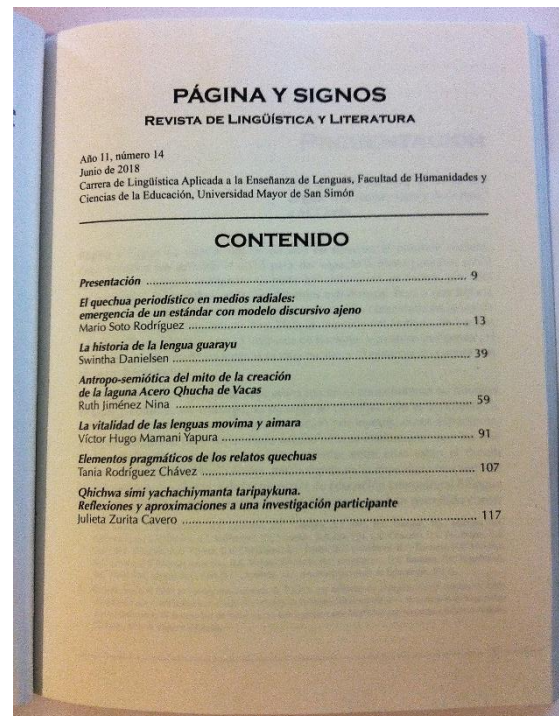 PÁGINA Y SIGNOS
REVISTA DE LINGÜÍSTICA Y LITERATURA
Año 11, número 14
Junio de 2018
Carrera de Lingüística Aplicada a la Enseñanza de Lenguas, Facultad de Humanidades y
Ciencias de la Educación, Universidad Mayor de San Simón
CONTENIDO
Presentación ........................................................ 9
El quechua periodístico en medios radiales:
emergencia de un estándar con modelo discursivo ajeno
Mario Soto Rodríguez ........................................................ 13
La historia de la lengua guarayu
Swintha Danielsen ........................................................ 39
Antropo-semiótica del mito de la creación
de la laguna Acero Qhucha de Vacas
Ruth Jiménez Nina ........................................................ 59
La vitalidad de las lenguas movima y aimara
Víctor Hugo Mamani Yapura ........................................................ 91
Elementos pragmáticos de los relatos quechuas
Tania Rodríguez Chávez ........................................................ 107
Qhichwa simi yachachiymanta taripaykuna.
Reflexiones y aproximaciones a una investigación participante
Julieta Zurita Cavero ........................................................ 117